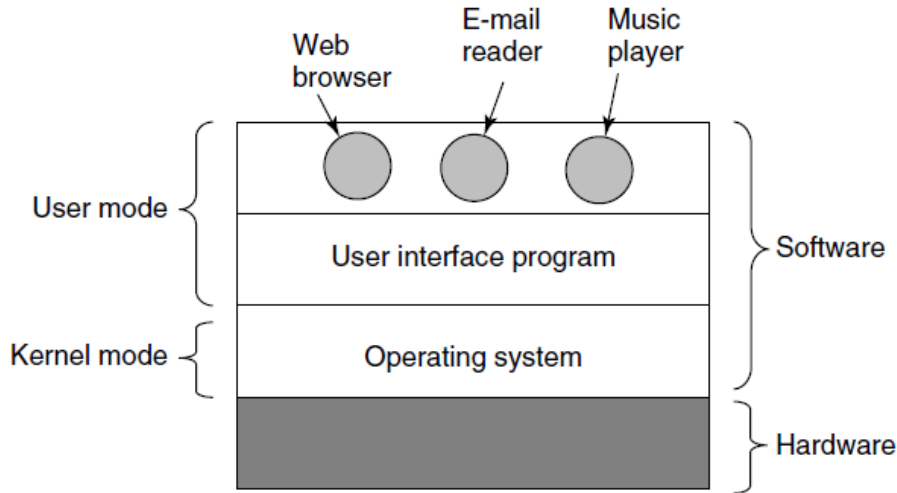 Web
browser
E-mail
reader
Music
player
User mode
User interface program
Software
Kernel mode
Operating system
Hardware